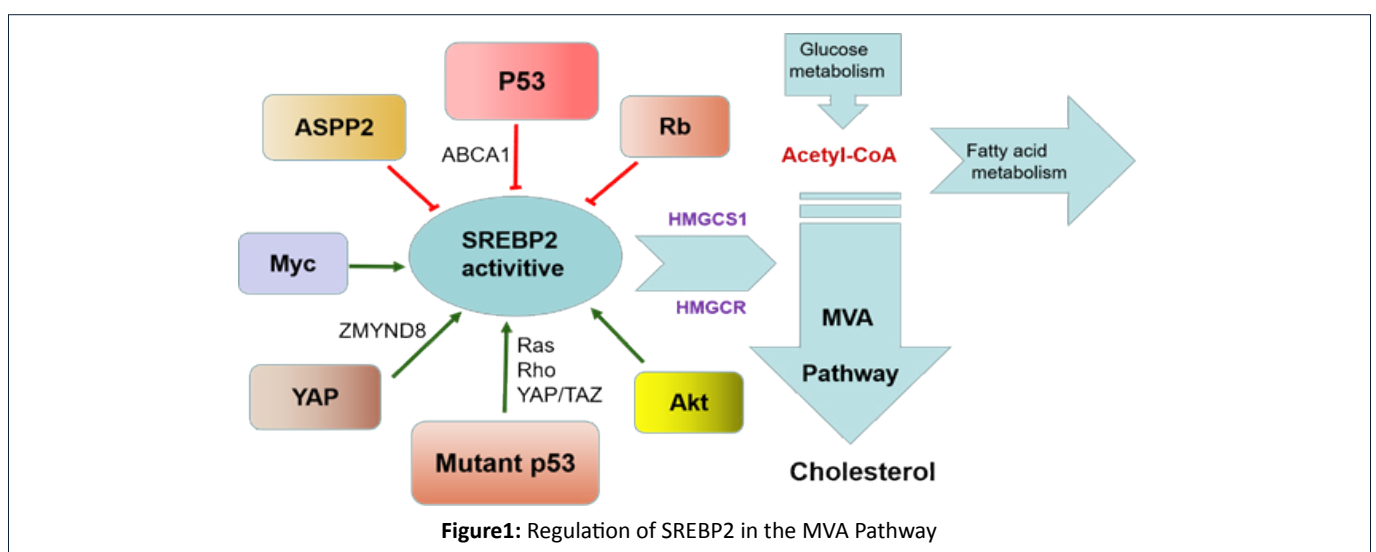 P53
ASPP2
Rb
ABCA1
SREBP2
activitive
Myc
ZMYND8
YAP
Ras
Rho
YAP/TAZ
Mutant p53
Akt
HMGCS1
HMGCR
Glucose
metabolism
Acetyl-CoA
Fatty acid
metabolism
MVA
Pathway
Cholesterol
Figure1: Regulation of SREBP2 in the MVA Pathway